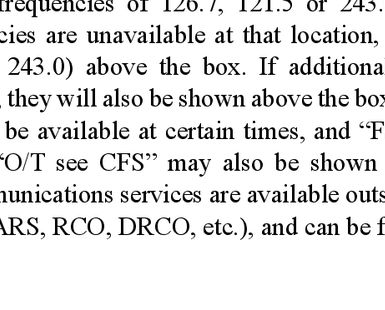 frequencies of 126.7, 121.5 or 243.
cies are unavailable at that location,
243.0) above the box. If additional
, they will also be shown above the box
be available at certain times, and “F
“O/T see CFS” may also be shown
munications services are available outs
ARS, RCO, DRCO, etc.), and can be f